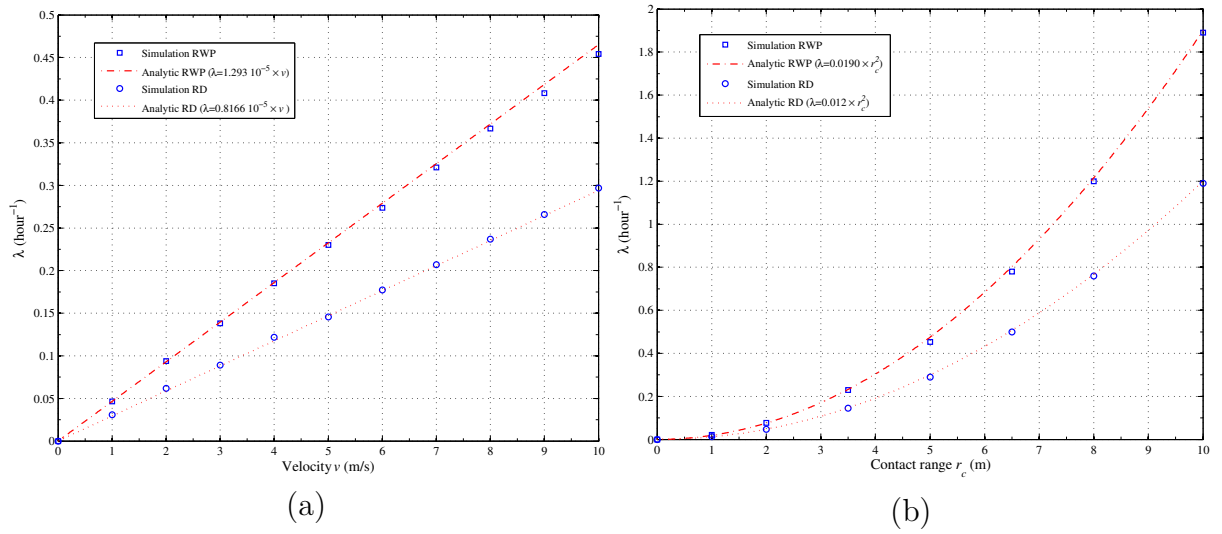 0.5
0.45
0.4
0.35
0.3
0.25
0.2
0.15
0.1
0.05
0
λ (hour⁻¹)
Simulation RWP
Analytic RWP (λ=1.293 10⁻⁵ × v)
Simulation RD
Analytic RD (λ=0.8166 10⁻⁵ × v )
0 1 2 3 4 5 6 7 8 9 10
Velocity v (m/s)
(a)
2
1.8
1.6
1.4
1.2
1
0.8
0.6
0.4
0.2
0
λ (hour⁻¹)
Simulation RWP
Analytic RWP (λ=0.0190 × r_c²)
Simulation RD
Analytic RD (λ=0.012 × r_c²)
0 1 2 3 4 5 6 7 8 9 10
Contact range r_c (m)
(b)